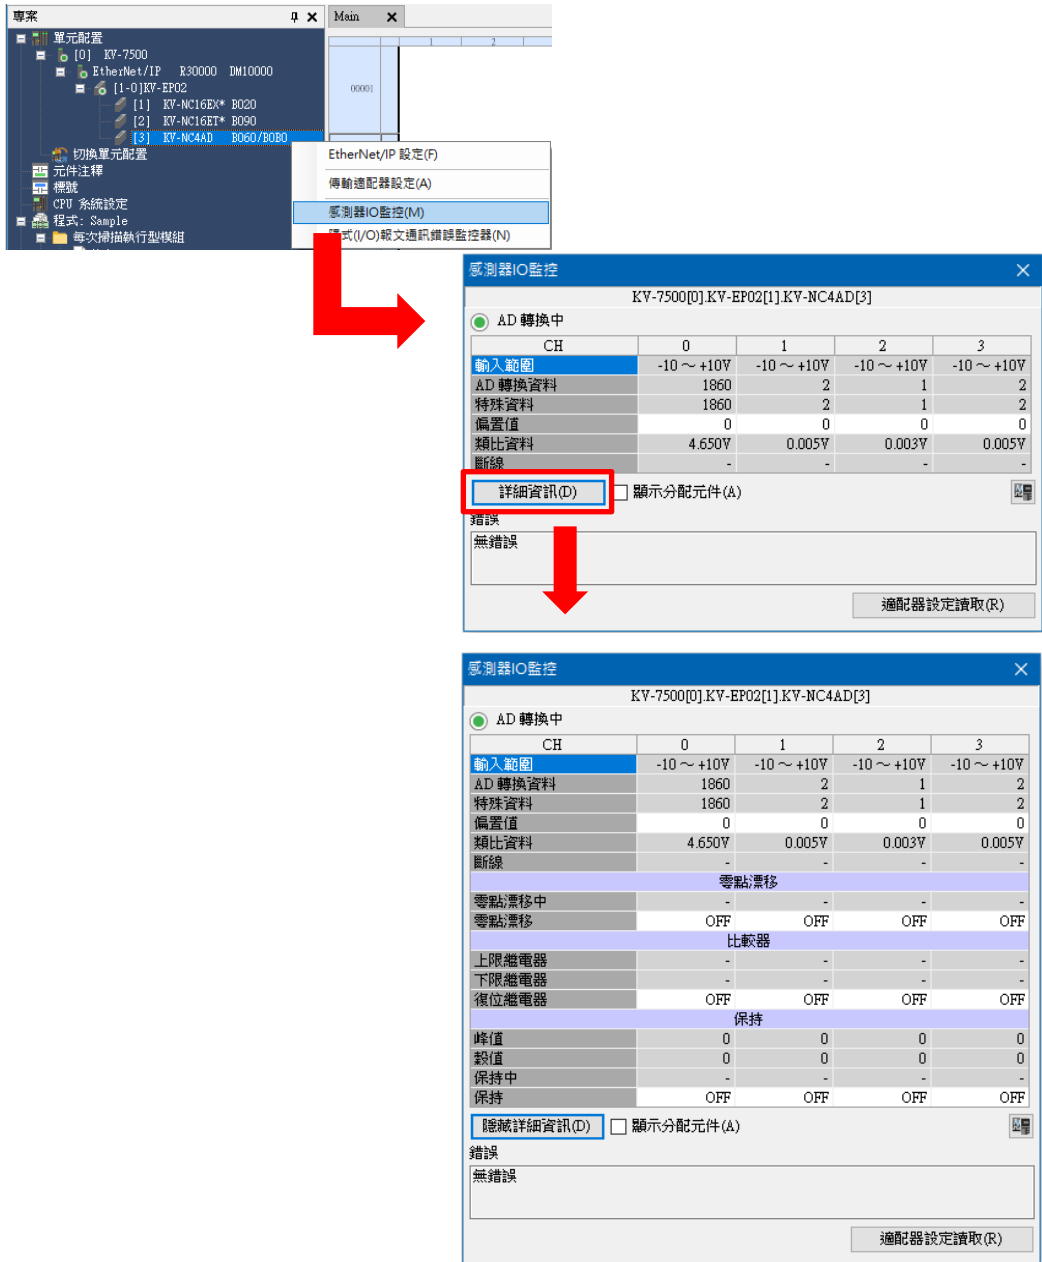 專案
Main
單元配置
[0] KV-7500
EtherNet/IP R30000 DM10000
[1-0]KV-EP02
[1] KV-NC16EX* B020
[2] KV-NC16ET* B090
[3] KV-NC4AD B060/B0B0
切換單元配置
元件注釋
標號
CPU 系統設定
程式: Sample
每次掃描執行型模組
1 2
00001
EtherNet/IP 設定(F)
傳輸適配器設定(A)
感測器IO監控(M)
隱式(I/O)報文通訊錯誤監控器(N)
感測器IO監控
KV-7500[0].KV-EP02[1].KV-NC4AD[3]
AD 轉換中
CH 0 1 2 3
輸入範圍 -10～+10V -10～+10V -10～+10V -10～+10V
AD 轉換資料 1860 2 1 2
特殊資料 1860 2 1 2
偏置值 0 0 0 0
類比資料 4.650V 0.005V 0.003V 0.005V
斷線 - - - -
詳細資訊(D) 顯示分配元件(A)
錯誤
無錯誤
適配器設定讀取(R)
感測器IO監控
KV-7500[0].KV-EP02[1].KV-NC4AD[3]
AD 轉換中
CH 0 1 2 3
輸入範圍 -10～+10V -10～+10V -10～+10V -10～+10V
AD 轉換資料 1860 2 1 2
特殊資料 1860 2 1 2
偏置值 0 0 0 0
類比資料 4.650V 0.005V 0.003V 0.005V
斷線 - - - -
零點漂移
零點漂移中 - - - -
零點漂移 OFF OFF OFF OFF
比較器
上限繼電器 - - - -
下限繼電器 - - - -
復位繼電器 OFF OFF OFF OFF
保持
峰值 0 0 0 0
穀值 0 0 0 0
保持中 - - - -
保持 OFF OFF OFF OFF
隱藏詳細資訊(D) 顯示分配元件(A)
錯誤
無錯誤
適配器設定讀取(R)